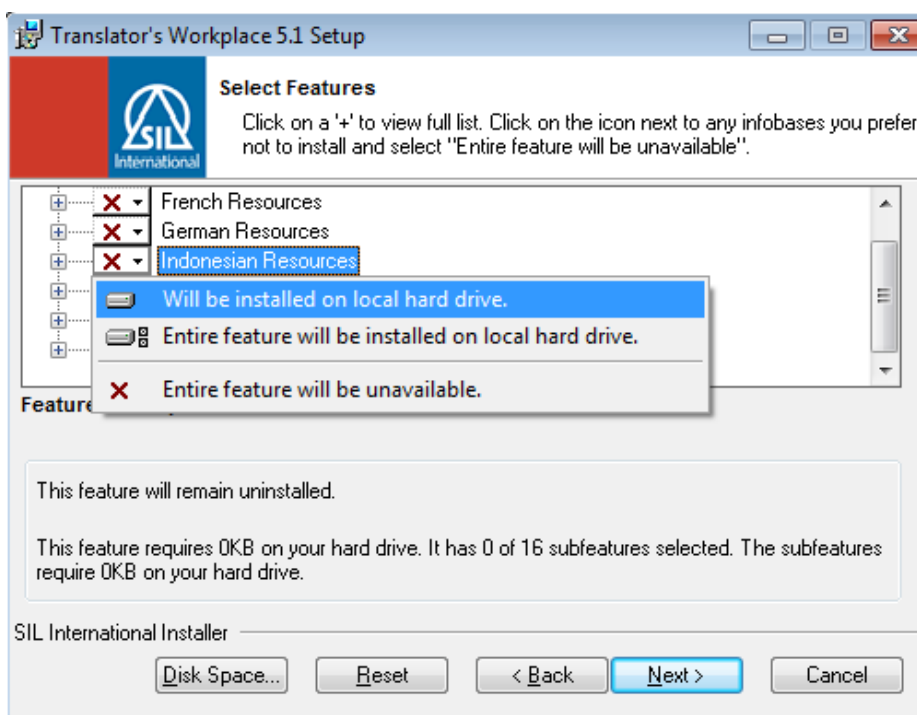 Translator's Workplace 5.1 Setup
SIL
International
Select Features
Click on a '+' to view full list. Click on the icon next to any infobases you prefer
not to install and select "Entire feature will be unavailable".
French Resources
German Resources
Indonesian Resources
Will be installed on local hard drive.
Entire feature will be installed on local hard drive.
Entire feature will be unavailable.
Feature
This feature will remain uninstalled.
This feature requires 0KB on your hard drive. It has 0 of 16 subfeatures selected. The subfeatures
require 0KB on your hard drive.
SIL International Installer
Disk Space... Reset < Back Next > Cancel